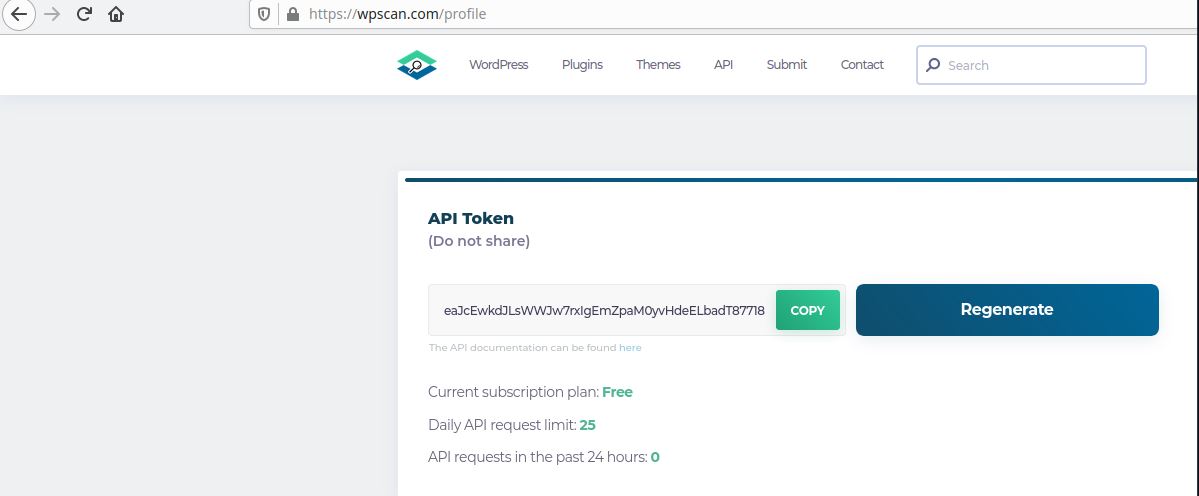 https://wpscan.com/profile
WordPress Plugins Themes API Submit Contact Search
API Token
(Do not share)
eaJcEwkdJLsWWJw7rxIgEmZpaM0yvHdeELbadT87718 COPY Regenerate
The API documentation can be found here
Current subscription plan: Free
Daily API request limit: 25
API requests in the past 24 hours: 0